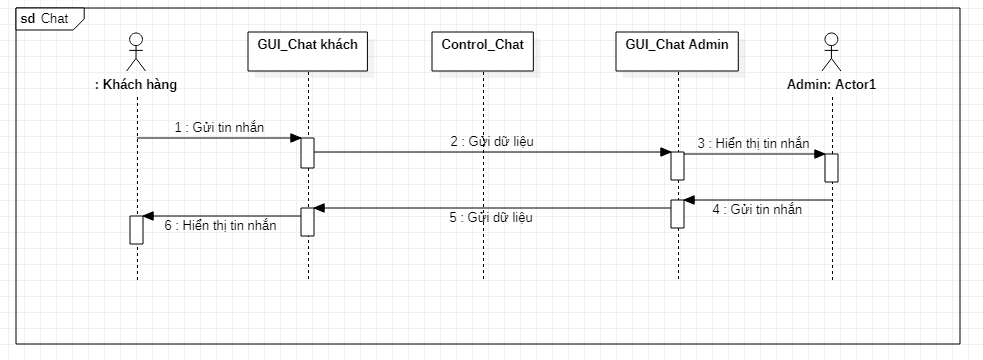 sd Chat
GUI_Chat khách
Control_Chat
GUI_Chat Admin
: Khách hàng
Admin: Actor1
1 : Gửi tin nhắn
2 : Gửi dữ liệu
3 : Hiển thị tin nhắn
4 : Gửi tin nhắn
5 : Gửi dữ liệu
6 : Hiển thị tin nhắn